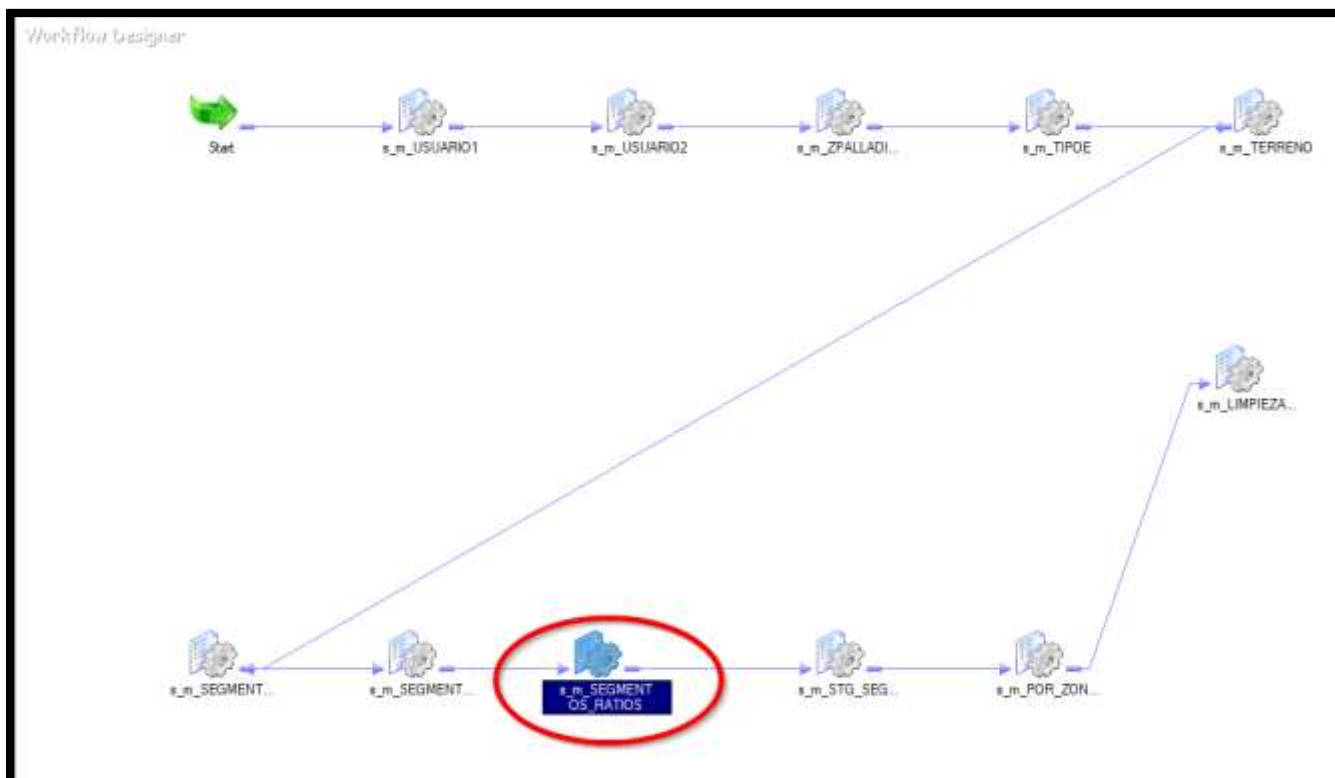 Workflow Designer
Start
s_m_USUARIO1
s_m_USUARIO2
s_m_ZPALLADI...
s_m_TIPOE
s_m_TERRENO
s_m_LIMPIEZA...
s_m_SEGMENT...
s_m_SEGMENT...
s_m_SEGMENT
OS_RATIOS
s_m_STG_SEG...
s_m_POR_ZON...